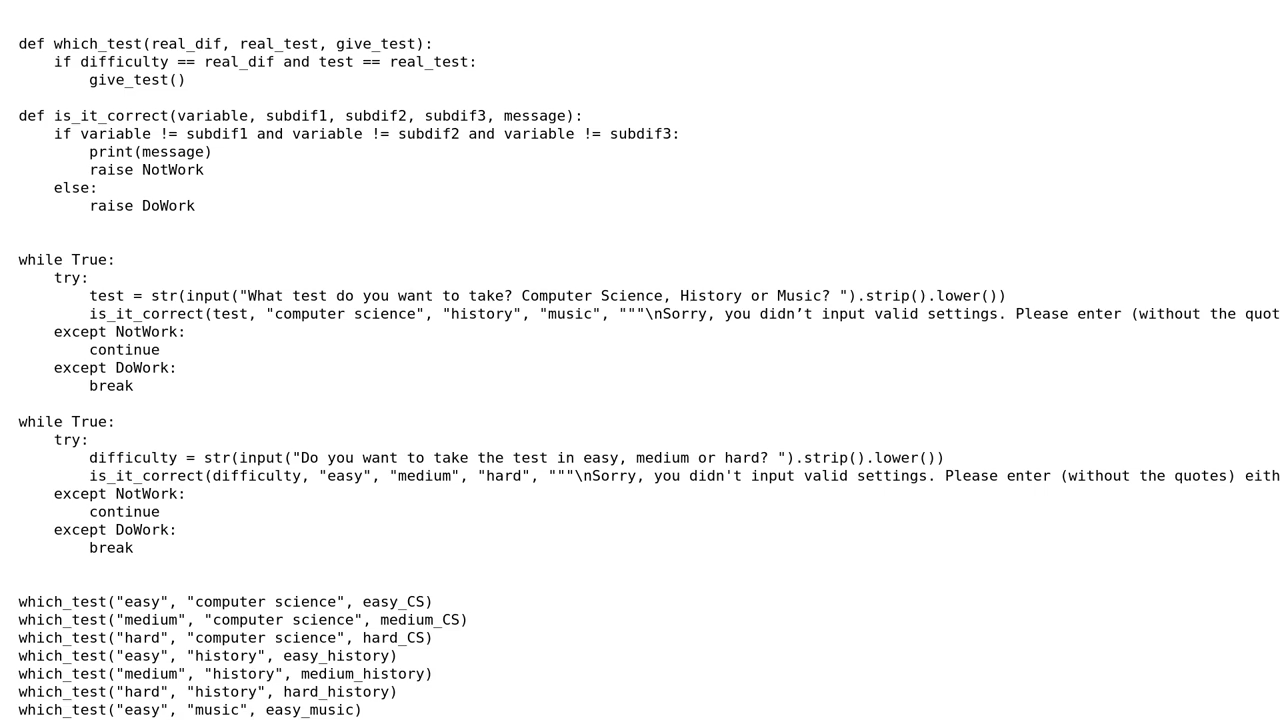 def which_test(real_dif, real_test, give_test):
    if difficulty == real_dif and test == real_test:
        give_test()

def is_it_correct(variable, subdif1, subdif2, subdif3, message):
    if variable != subdif1 and variable != subdif2 and variable != subdif3:
        print(message)
        raise NotWork
    else:
        raise DoWork

while True:
    try:
        test = str(input("What test do you want to take? Computer Science, History or Music? ").strip().lower())
        is_it_correct(test, "computer science", "history", "music", """\nSorry, you didn’t input valid settings. Please enter (without the quot
    except NotWork:
        continue
    except DoWork:
        break

while True:
    try:
        difficulty = str(input("Do you want to take the test in easy, medium or hard? ").strip().lower())
        is_it_correct(difficulty, "easy", "medium", "hard", """\nSorry, you didn't input valid settings. Please enter (without the quotes) eith
    except NotWork:
        continue
    except DoWork:
        break

which_test("easy", "computer science", easy_CS)
which_test("medium", "computer science", medium_CS)
which_test("hard", "computer science", hard_CS)
which_test("easy", "history", easy_history)
which_test("medium", "history", medium_history)
which_test("hard", "history", hard_history)
which_test("easy", "music", easy_music)